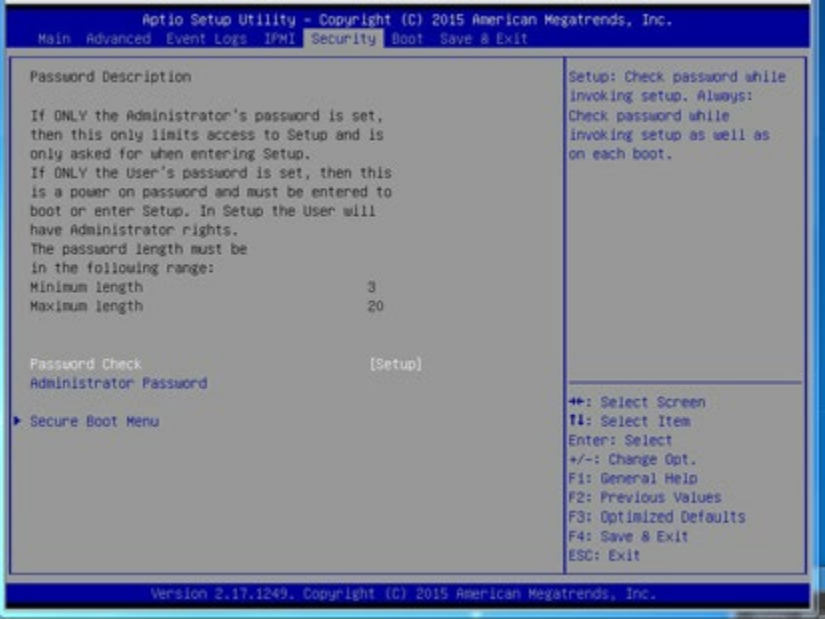 Aptio Setup Utility - Copyright (C) 2015 American Megatrends, Inc.
Main Advanced Event Logs IPMI Security Boot Save & Exit
Password Description
If ONLY the Administrator's password is set,
then this only limits access to Setup and is
only asked for when entering Setup.
If ONLY the User's password is set, then this
is a power on password and must be entered to
boot or enter Setup. In Setup the User will
have Administrator rights.
The password length must be
in the following range:
Minimum length 3
Maximum length 20
Password Check [Setup]
Administrator Password
Secure Boot Menu
Setup: Check password while
invoking setup. Always:
Check password while
invoking setup as well as
on each boot.
→←: Select Screen
↑↓: Select Item
Enter: Select
+/-: Change Opt.
F1: General Help
F2: Previous Values
F3: Optimized Defaults
F4: Save & Exit
ESC: Exit
Version 2.17.1249. Copyright (C) 2015 American Megatrends, Inc.